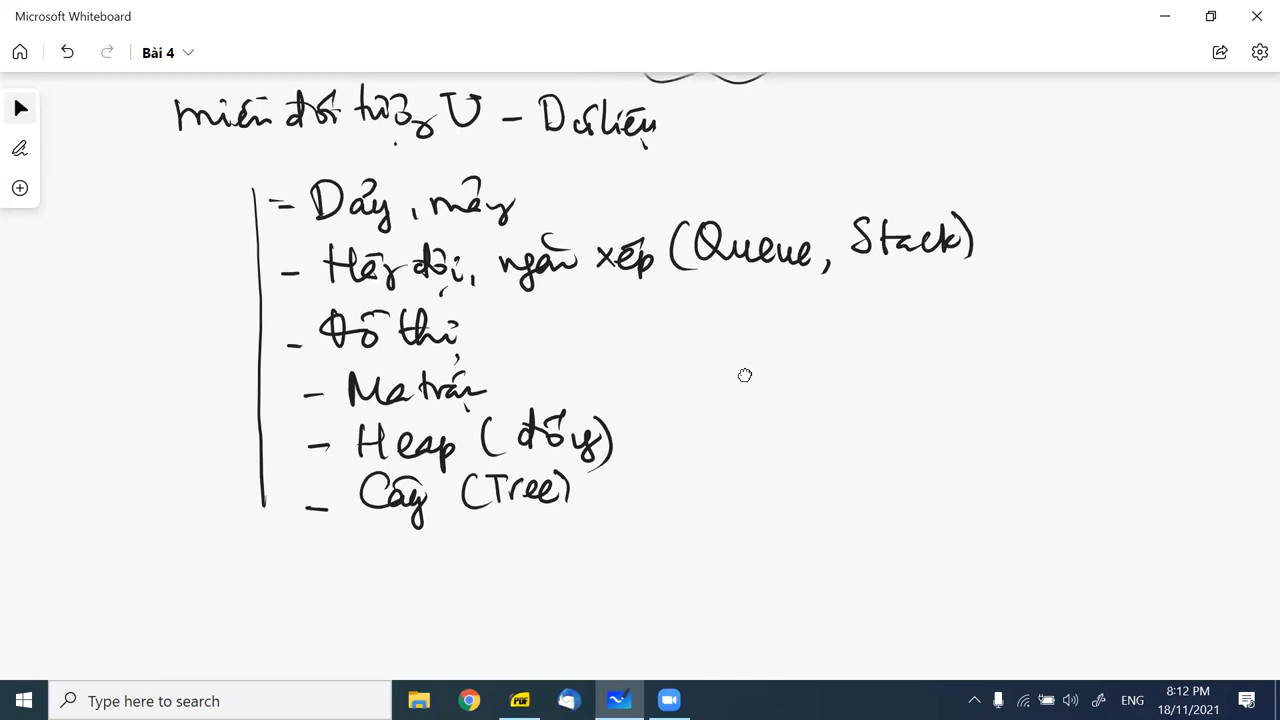 Microsoft Whiteboard
Bài 4
miền đối tượng U - Dữ liệu
- Dãy, mảng
- Hàng đợi, ngăn xếp (Queue, Stack)
- Đồ thị
- Ma trận
- Heap (đống)
- Cây (Tree)
Type here to search
PDF
ENG
8:12 PM
18/11/2021